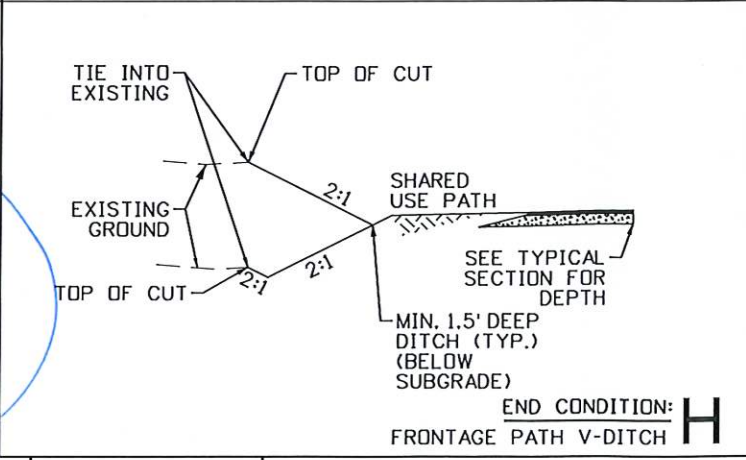 TIE INTO
EXISTING
TOP OF CUT
2:1
SHARED
USE PATH
EXISTING
GROUND
2:1
2:1
TOP OF CUT
SEE TYPICAL
SECTION FOR
DEPTH
MIN. 1.5' DEEP
DITCH (TYP.)
(BELOW
SUBGRADE)
END CONDITION: H
FRONTAGE PATH V-DITCH